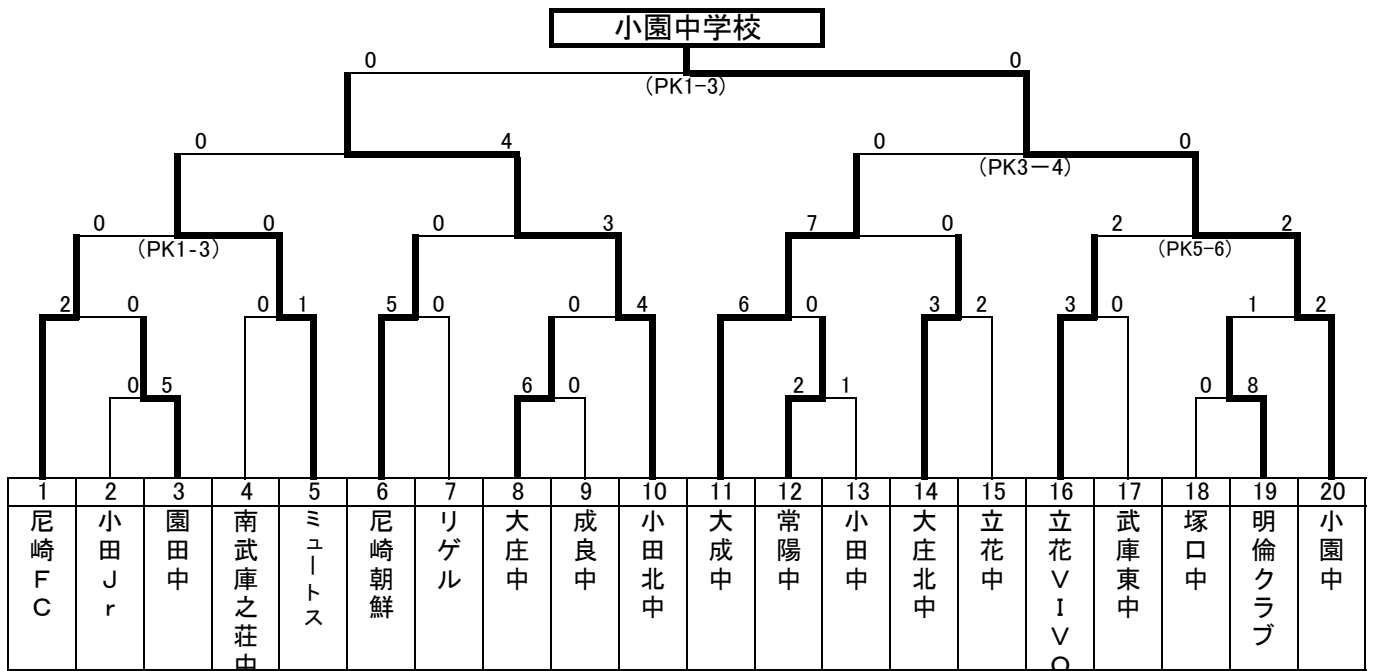 小園中学校
0 0
(PK1-3)
0 4 0 0
(PK3-4)
0 0 0 3 7 0 2 2
(PK1-3) (PK5-6)
2 0 0 1 5 0 0 4 6 0 3 2 3 0 1 2
0 5 6 0 2 1 0 8
1 2 3 4 5 6 7 8 9 10 11 12 13 14 15 16 17 18 19 20
尼崎FC
小田Jr
園田中
南武庫之荘中
ミュートス
尼崎朝鮮
リゲル
大庄中
成良中
小田北中
大成中
常陽中
小田中
大庄北中
立花中
立花VIVO
武庫東中
塚口中
明倫クラブ
小園中